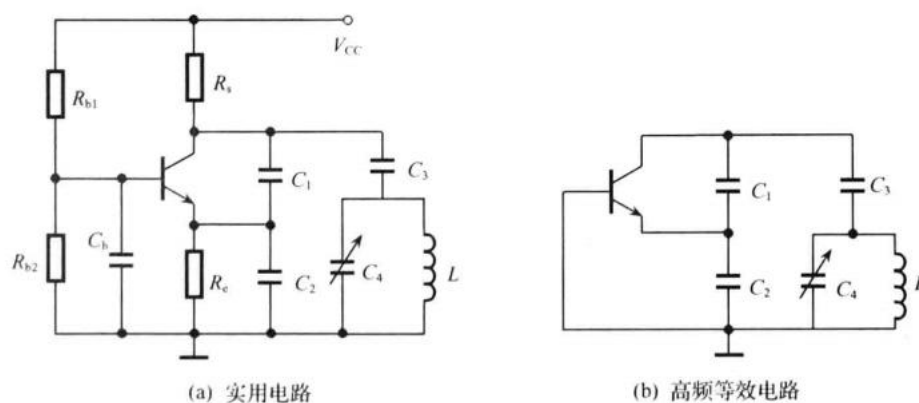 V_CC
R_b1
R_s
C_1
C_3
R_b2
C_b
R_e
C_2
C_4
L
(a) 实用电路
C_1
C_3
C_2
C_4
L
(b) 高频等效电路